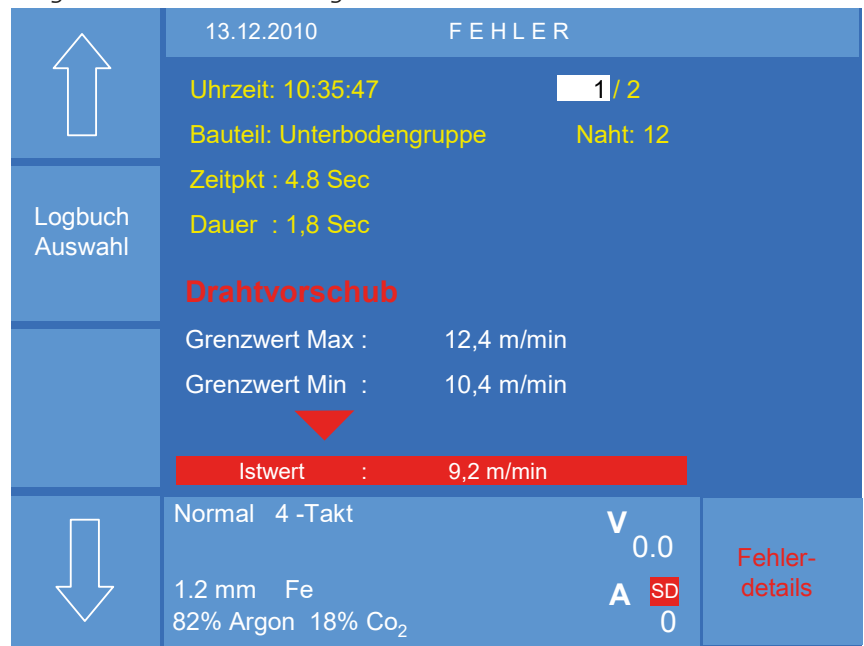 13.12.2010 F E H L E R
Uhrzeit: 10:35:47 1 / 2
Bauteil: Unterbodengruppe Naht: 12
Zeitpkt : 4.8 Sec
Logbuch
Auswahl
Dauer : 1,8 Sec
Drahtvorschub
Grenzwert Max : 12,4 m/min
Grenzwert Min : 10,4 m/min
Istwert : 9,2 m/min
Normal 4 -Takt
V
0.0
1.2 mm Fe
A SD
82% Argon 18% Co₂
0
Fehler-
details